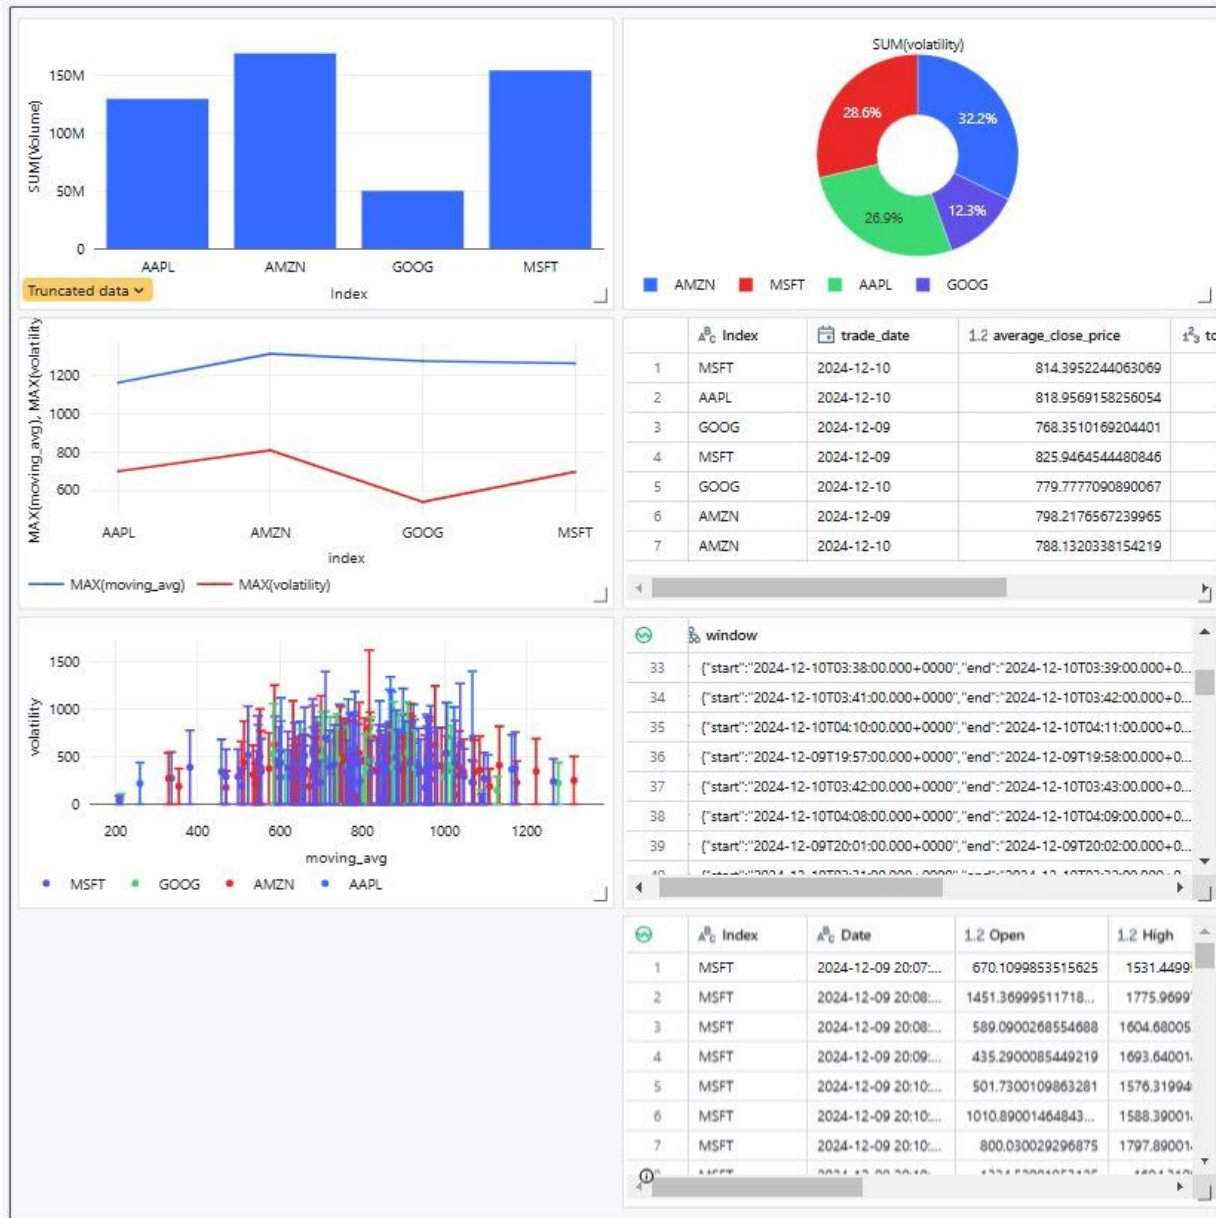 SUM(Volume)
150M
100M
50M
0
AAPL AMZN GOOG MSFT
Truncated data
Index
SUM(volatility)
28.6% 32.2%
26.9% 12.3%
AMZN MSFT AAPL GOOG
MAX(moving_avg), MAX(volatility
1200
1000
800
600
AAPL AMZN GOOG MSFT
index
MAX(moving_avg) MAX(volatility)
Index trade_date 1.2 average_close_price 1²3 to
1 MSFT 2024-12-10 814.3952244063069
2 AAPL 2024-12-10 818.9569158256054
3 GOOG 2024-12-09 768.3510169204401
4 MSFT 2024-12-09 825.9464544480846
5 GOOG 2024-12-10 779.7777090890067
6 AMZN 2024-12-09 798.2176567239965
7 AMZN 2024-12-10 788.1320338154219
volatility
1500
1000
500
0
200 400 600 800 1000 1200
moving_avg
MSFT GOOG AMZN AAPL
window
33 {"start":"2024-12-10T03:38:00.000+0000","end":"2024-12-10T03:39:00.000+0...
34 {"start":"2024-12-10T03:41:00.000+0000","end":"2024-12-10T03:42:00.000+0...
35 {"start":"2024-12-10T04:10:00.000+0000","end":"2024-12-10T04:11:00.000+0...
36 {"start":"2024-12-09T19:57:00.000+0000","end":"2024-12-09T19:58:00.000+0...
37 {"start":"2024-12-10T03:42:00.000+0000","end":"2024-12-10T03:43:00.000+0...
38 {"start":"2024-12-10T04:08:00.000+0000","end":"2024-12-10T04:09:00.000+0...
39 {"start":"2024-12-09T20:01:00.000+0000","end":"2024-12-09T20:02:00.000+0...
Index Date 1.2 Open 1.2 High
1 MSFT 2024-12-09 20:07:... 670.1099853515625 1531.4499
2 MSFT 2024-12-09 20:08:... 1451.36999511718... 1775.9699
3 MSFT 2024-12-09 20:08:... 589.0900268554688 1604.68005
4 MSFT 2024-12-09 20:09:... 435.2900085449219 1693.64001
5 MSFT 2024-12-09 20:10:... 501.7300109863281 1576.31994
6 MSFT 2024-12-09 20:10:... 1010.89001464843... 1588.39001
7 MSFT 2024-12-09 20:10:... 800.030029296875 1797.89001